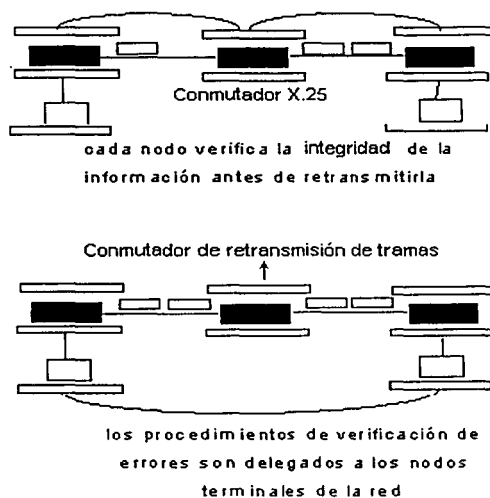 Conmutador X.25
cada nodo verifica la integridad de la
información antes de retransmitirla
Conmutador de retransmisión de tramas
los procedimientos de verificación de
errores son delegados a los nodos
terminales de la red